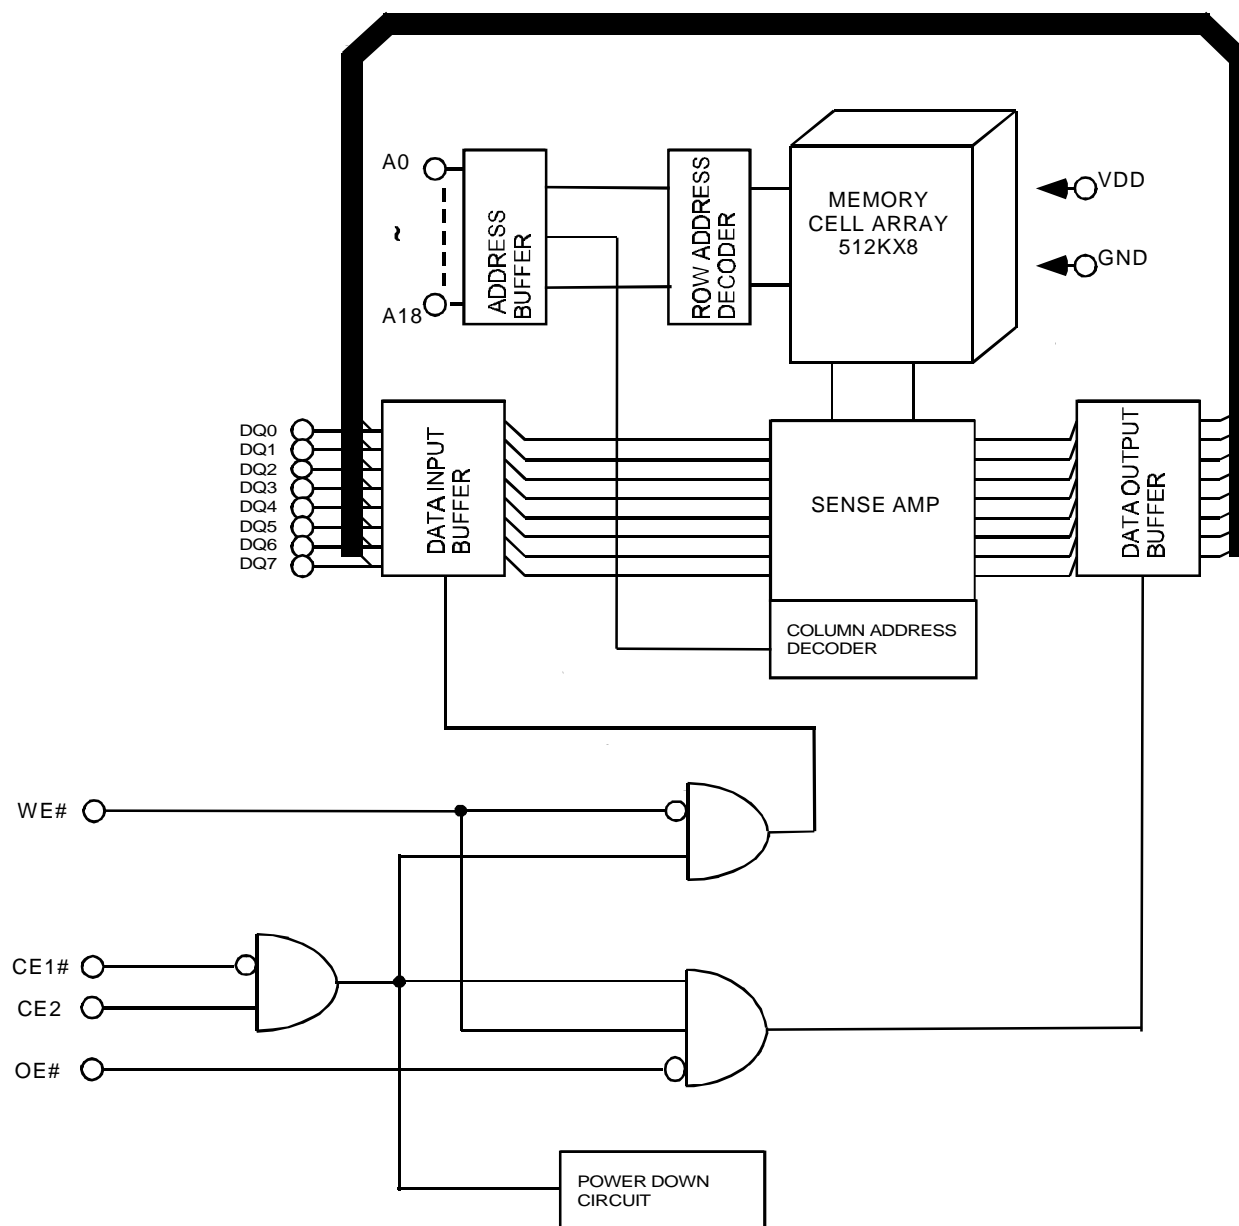 A0
~
A18
ADDRESS
BUFFER
ROW ADDRESS
DECODER
MEMORY
CELL ARRAY
512KX8
VDD
GND
DQ0
DQ1
DQ2
DQ3
DQ4
DQ5
DQ6
DQ7
DATA INPUT
BUFFER
SENSE AMP
DATA OUTPUT
BUFFER
COLUMN ADDRESS
DECODER
WE#
CE1#
CE2
OE#
POWER DOWN
CIRCUIT